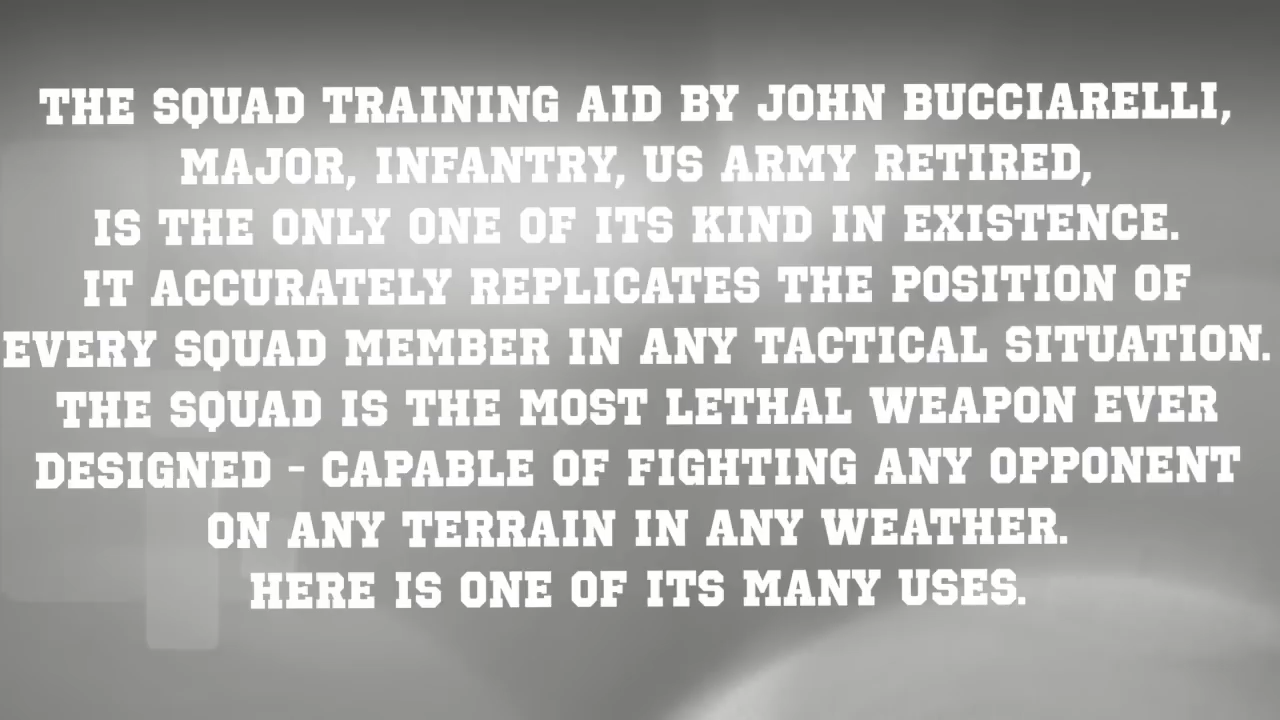 THE SQUAD TRAINING AID BY JOHN BUCCIARELLI,
MAJOR, INFANTRY, US ARMY RETIRED,
IS THE ONLY ONE OF ITS KIND IN EXISTENCE.
IT ACCURATELY REPLICATES THE POSITION OF
EVERY SQUAD MEMBER IN ANY TACTICAL SITUATION.
THE SQUAD IS THE MOST LETHAL WEAPON EVER
DESIGNED - CAPABLE OF FIGHTING ANY OPPONENT
ON ANY TERRAIN IN ANY WEATHER.
HERE IS ONE OF ITS MANY USES.